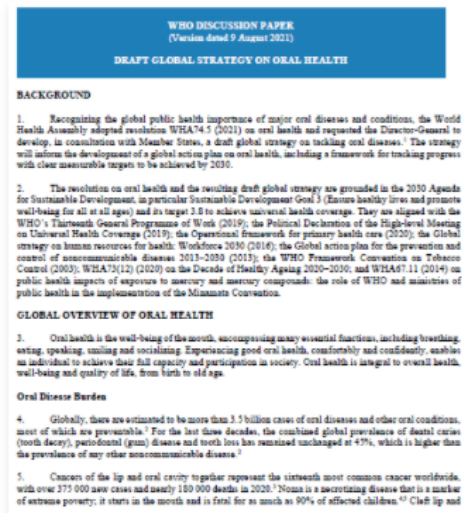 WHO DISCUSSION PAPER
(Version dated 9 August 2021)
DRAFT GLOBAL STRATEGY ON ORAL HEALTH
BACKGROUND
1. Recognizing the global public health importance of major oral diseases and conditions, the World
Health Assembly adopted resolution WHA74.5 (2021) on oral health and requested the Director-General to
develop, in consultation with Member States, a draft global strategy on tackling oral diseases.¹ The strategy
will inform the development of a global action plan on oral health, including a framework for tracking progress
with clear measurable targets to be achieved by 2030.
2. The resolution on oral health and the resulting draft global strategy are grounded in the 2030 Agenda
for Sustainable Development, in particular Sustainable Development Goal 3 (Ensure healthy lives and promote
well-being for all at all ages) and its target 3.8 to achieve universal health coverage. They are aligned with the
WHO's Thirteenth General Programme of Work (2019); the Political Declaration of the High-level Meeting
on Universal Health Coverage (2019); the Operational framework for primary health care (2020); the Global
strategy on human resources for health: Workforce 2030 (2016); the Global action plan for the prevention and
control of noncommunicable diseases 2013–2030 (2013); the WHO Framework Convention on Tobacco
Control (2003); WHA73(12) (2020) on the Decade of Healthy Ageing 2020–2030; and WHA67.11 (2014) on
public health impacts of exposure to mercury and mercury compounds: the role of WHO and ministries of
public health in the implementation of the Minamata Convention.
GLOBAL OVERVIEW OF ORAL HEALTH
3. Oral health is the well-being of the mouth, encompassing many essential functions, including breathing,
eating, speaking, smiling and socializing. Experiencing good oral health, comfortably and confidently, enables
an individual to achieve their full capacity and participation in society. Oral health is integral to overall health,
well-being and quality of life, from birth to old age.
Oral Disease Burden
4. Globally, there are estimated to be more than 3.5 billion cases of oral diseases and other oral conditions,
most of which are preventable.² For the last three decades, the combined global prevalence of dental caries
(tooth decay), periodontal (gum) disease and tooth loss has remained unchanged at 45%, which is higher than
the prevalence of any other noncommunicable disease.²
5. Cancers of the lip and oral cavity together represent the sixteenth most common cancer worldwide,
with over 375 000 new cases and nearly 180 000 deaths in 2020.³ Noma is a necrotizing disease that is a marker
of extreme poverty; it starts in the mouth and is fatal for as much as 90% of affected children.⁴,⁵ Cleft lip and